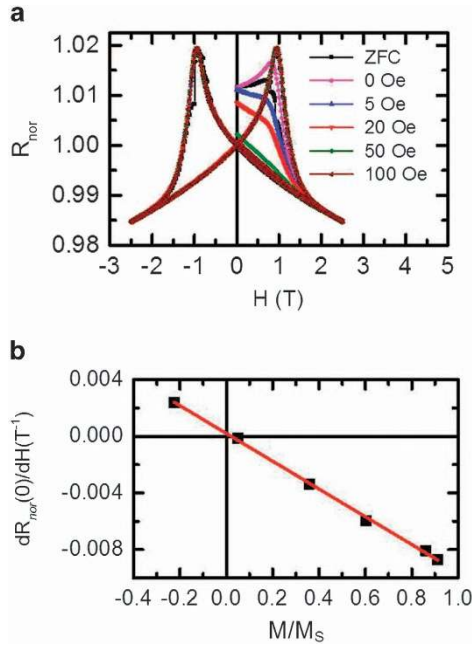 a
1.02
1.01
1.00
0.99
0.98
R_nor
ZFC
0 Oe
5 Oe
20 Oe
50 Oe
100 Oe
-3 -2 -1 0 1 2 3 4 5
H (T)
b
0.004
0.000
-0.004
-0.008
dR_nor(0)/dH(T⁻¹)
-0.4 -0.2 0.0 0.2 0.4 0.6 0.8 1.0
M/M_S